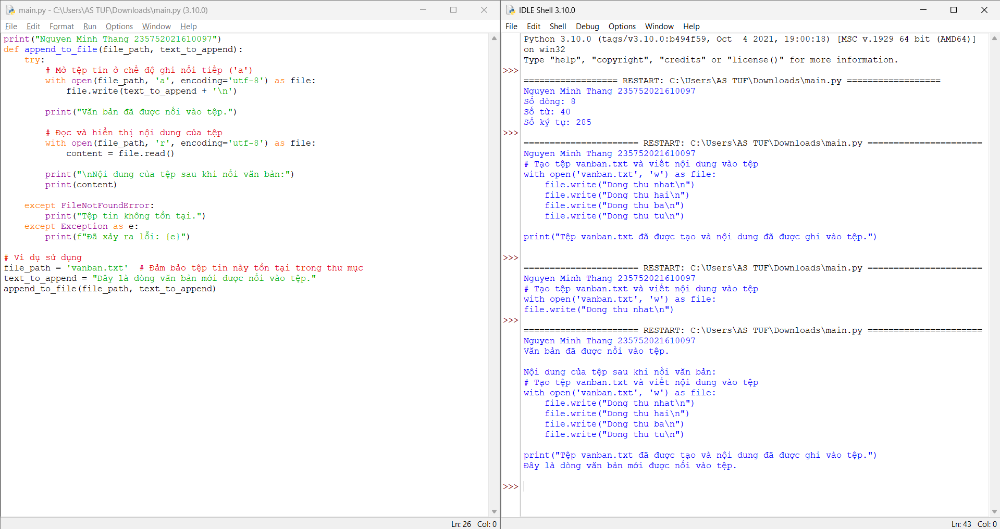 main.py - C:\Users\AS TUF\Downloads\main.py (3.10.0)
File Edit Format Run Options Window Help
print("Nguyen Minh Thang 235752021610097")
def append_to_file(file_path, text_to_append):
    try:
        # Mở tệp tin ở chế độ ghi nối tiếp ('a')
        with open(file_path, 'a', encoding='utf-8') as file:
            file.write(text_to_append + '\n')
        print("Văn bản đã được nối vào tệp.")
        # Đọc và hiển thị nội dung của tệp
        with open(file_path, 'r', encoding='utf-8') as file:
            content = file.read()
        print("\nNội dung của tệp sau khi nối văn bản:")
        print(content)
    except FileNotFoundError:
        print("Tệp tin không tồn tại.")
    except Exception as e:
        print(f"Đã xảy ra lỗi: {e}")
# Ví dụ sử dụng
file_path = 'vanban.txt'  # Đảm bảo tệp tin này tồn tại trong thư mục
text_to_append = "Đây là dòng văn bản mới được nối vào tệp."
append_to_file(file_path, text_to_append)
Ln: 26 Col: 0
IDLE Shell 3.10.0
File Edit Shell Debug Options Window Help
Python 3.10.0 (tags/v3.10.0:b494f59, Oct  4 2021, 19:00:18) [MSC v.1929 64 bit (AMD64)]
on win32
Type "help", "copyright", "credits" or "license()" for more information.
>>>
================== RESTART: C:\Users\AS TUF\Downloads\main.py ==================
Nguyen Minh Thang 235752021610097
Số dòng: 8
Số từ: 40
Số ký tự: 285
>>>
====================== RESTART: C:\Users\AS TUF\Downloads\main.py ======================
Nguyen Minh Thang 235752021610097
# Tạo tệp vanban.txt và viết nội dung vào tệp
with open('vanban.txt', 'w') as file:
    file.write("Dong thu nhat\n")
    file.write("Dong thu hai\n")
    file.write("Dong thu ba\n")
    file.write("Dong thu tu\n")
print("Tệp vanban.txt đã được tạo và nội dung đã được ghi vào tệp.")
>>>
====================== RESTART: C:\Users\AS TUF\Downloads\main.py ======================
Nguyen Minh Thang 235752021610097
# Tạo tệp vanban.txt và viết nội dung vào tệp
with open('vanban.txt', 'w') as file:
file.write("Dong thu nhat\n")
>>>
====================== RESTART: C:\Users\AS TUF\Downloads\main.py ======================
Nguyen Minh Thang 235752021610097
Văn bản đã được nối vào tệp.
Nội dung của tệp sau khi nối văn bản:
# Tạo tệp vanban.txt và viết nội dung vào tệp
with open('vanban.txt', 'w') as file:
    file.write("Dong thu nhat\n")
    file.write("Dong thu hai\n")
    file.write("Dong thu ba\n")
    file.write("Dong thu tu\n")
print("Tệp vanban.txt đã được tạo và nội dung đã được ghi vào tệp.")
Đây là dòng văn bản mới được nối vào tệp.
>>>
Ln: 43 Col: 0